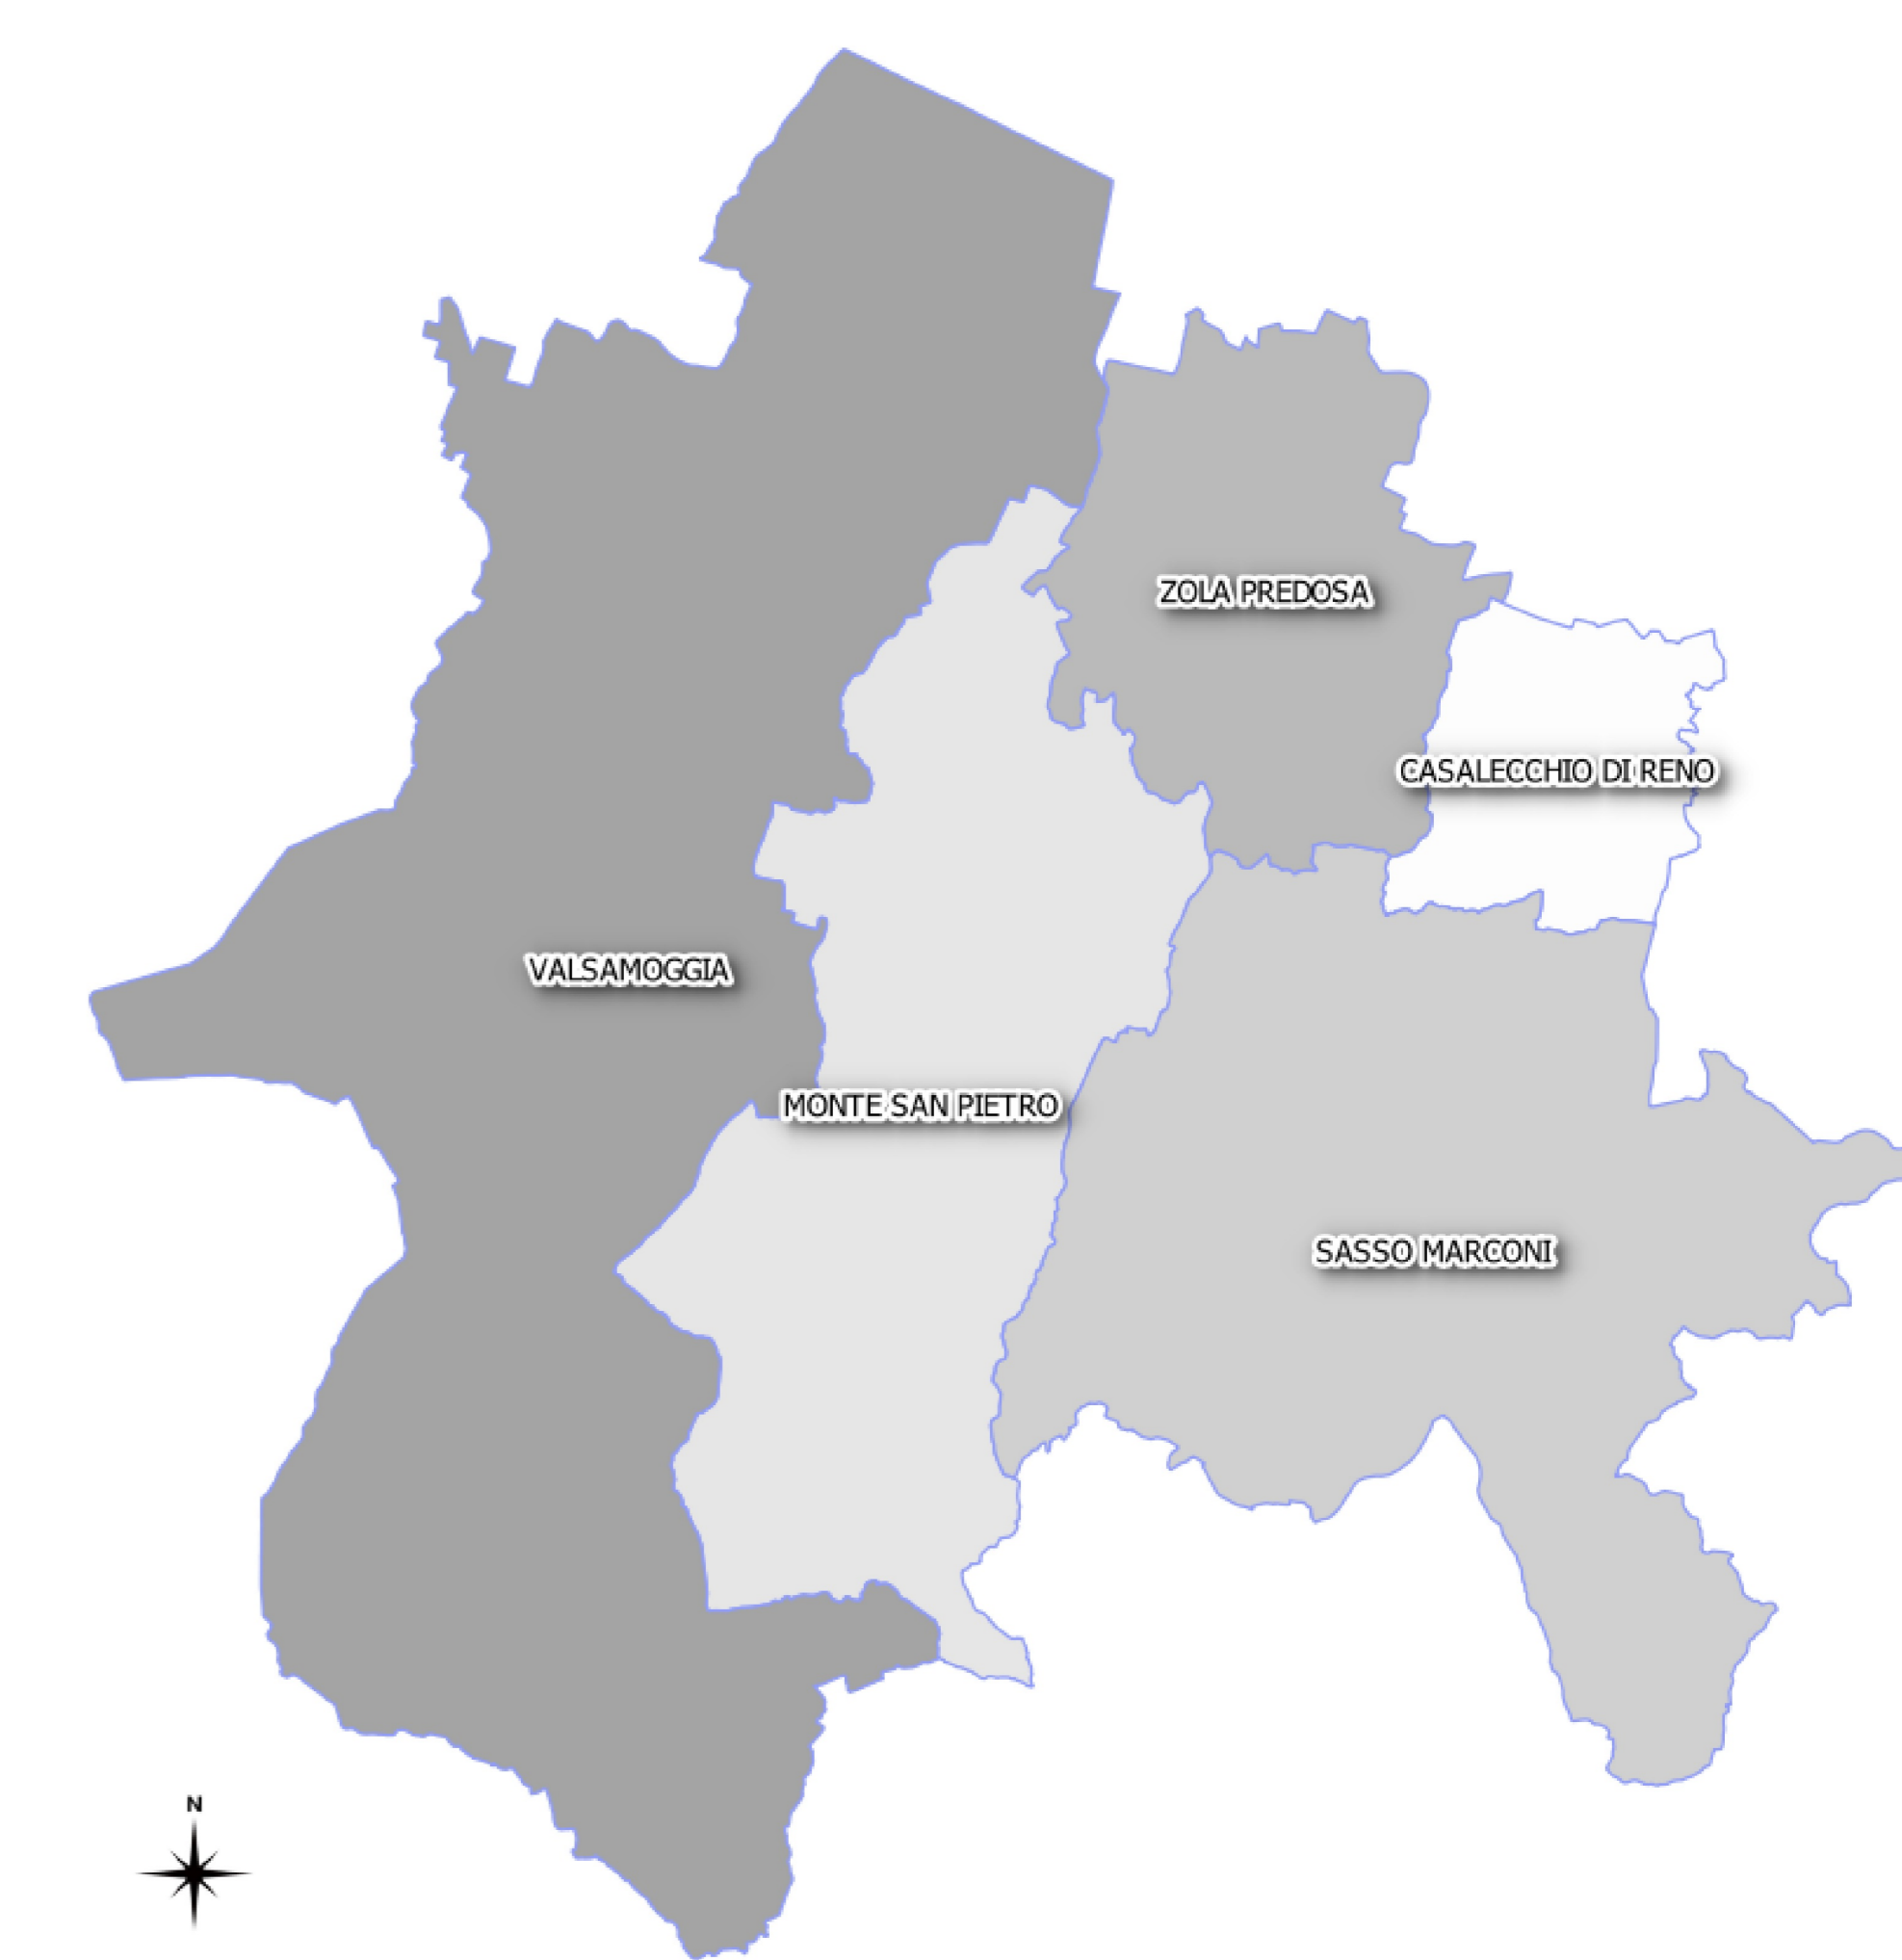 ZOLA PREDOSA
CASALECCHIO DI RENO
VALSAMOGGIA
MONTE SAN PIETRO
SASSO MARCONI
N